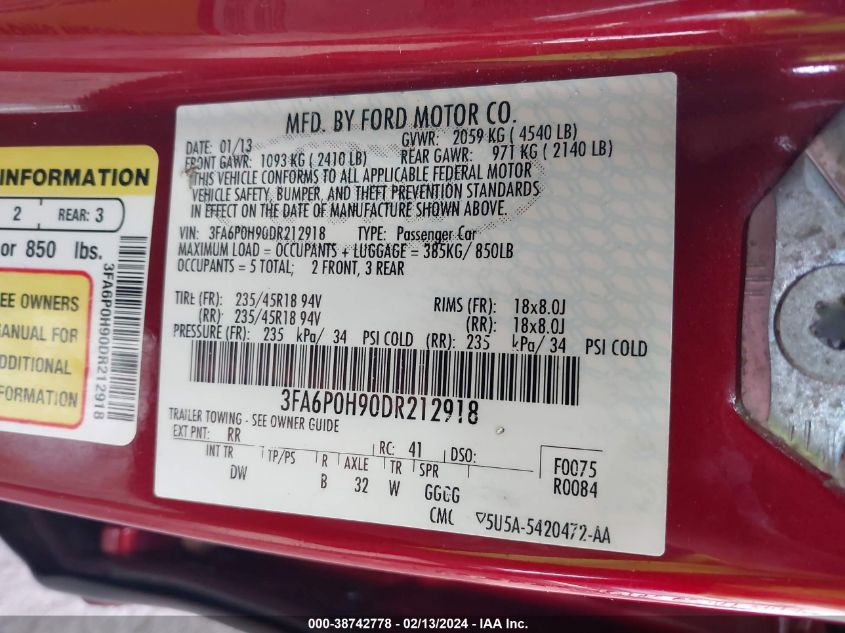 MFD. BY FORD MOTOR CO.
DATE: 01/13 GVWR: 2059 KG ( 4540 LB)
FRONT GAWR: 1093 KG ( 2410 LB) REAR GAWR: 971 KG ( 2140 LB)
THIS VEHICLE CONFORMS TO ALL APPLICABLE FEDERAL MOTOR
VEHICLE SAFETY, BUMPER, AND THEFT PREVENTION STANDARDS
IN EFFECT ON THE DATE OF MANUFACTURE SHOWN ABOVE.
VIN: 3FA6P0H90DR212918 TYPE: Passenger Car
MAXIMUM LOAD = OCCUPANTS + LUGGAGE = 385KG/ 850LB
OCCUPANTS = 5 TOTAL; 2 FRONT, 3 REAR
TIRE (FR): 235/45R18 94V RIMS (FR): 18x8.0J
(RR): 235/45R18 94V (RR): 18x8.0J
PRESSURE (FR): 235 kPa/ 34 PSI COLD (RR): 235 kPa/ 34 PSI COLD
3FA6P0H90DR212918
TRAILER TOWING - SEE OWNER GUIDE
EXT PNT: RR RC: 41 DSO:
INT TR TP/PS R AXLE TR SPR F0075
DW B 32 W GGCG R0084
CMC ▽5U5A-5420472-AA
INFORMATION
2 REAR: 3
or 850 lbs.
EE OWNERS
MANUAL FOR
ADDITIONAL
FORMATION
3FA6P0H90DR212918
000-38742778 - 02/13/2024 - IAA Inc.